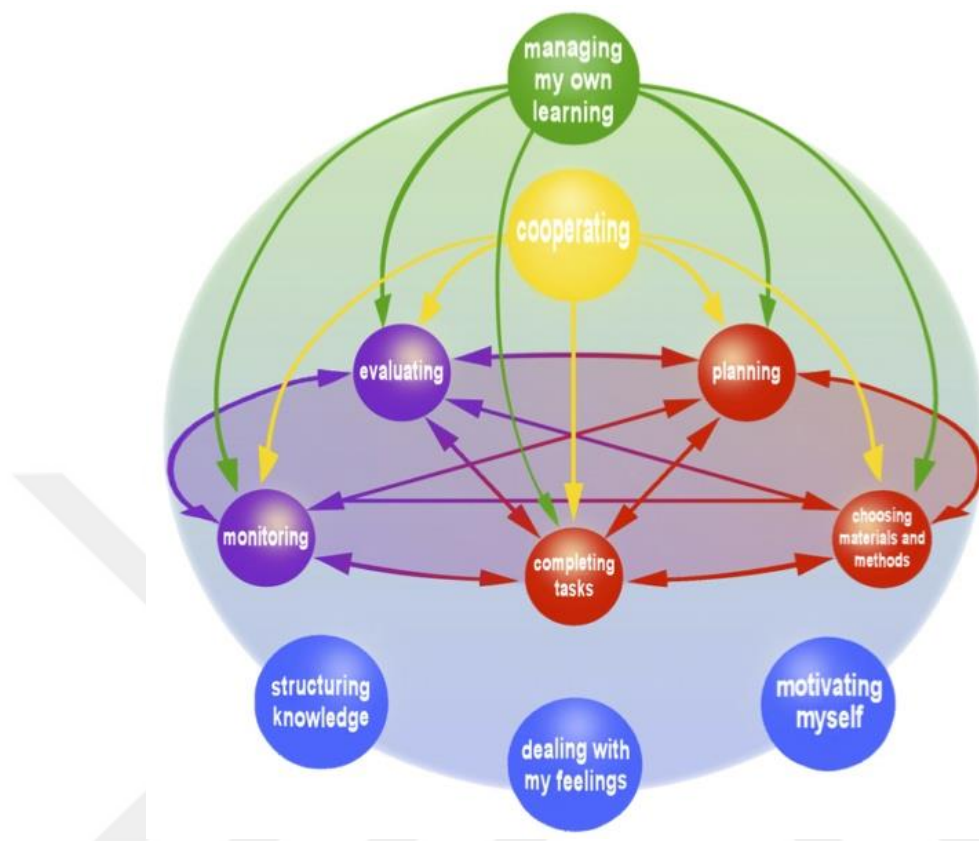 managing
my own
learning
cooperating
evaluating
planning
monitoring
completing
tasks
choosing
materials and
methods
structuring
knowledge
dealing with
my feelings
motivating
myself